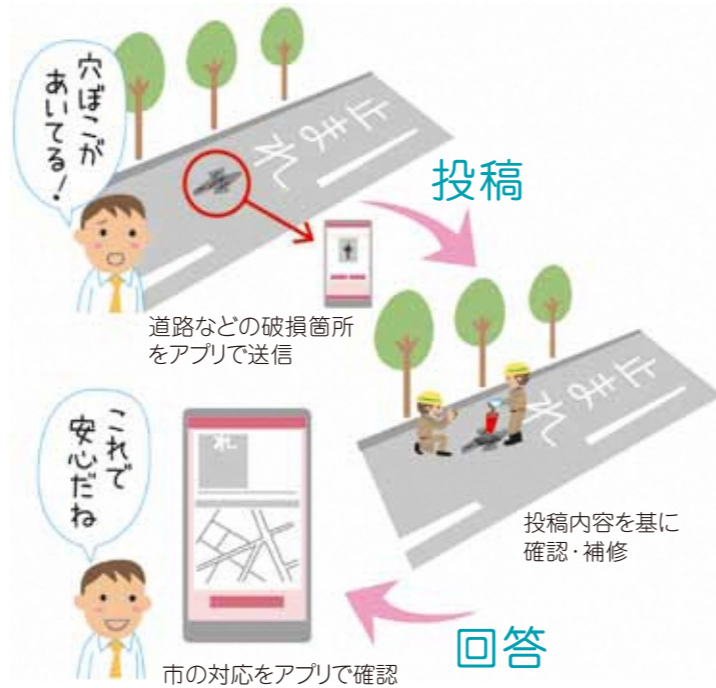 穴ぼこが
あいてる！
止まれ
投稿
道路などの破損箇所
をアプリで送信
止まれ
投稿内容を基に
確認・補修
これで
安心だね
れ
回答
市の対応をアプリで確認